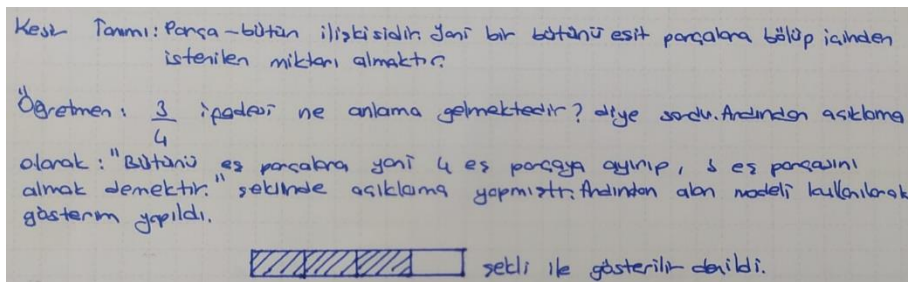 Kesir Tanımı: Parça-bütün ilişkisidir. Yani bir bütünü eşit parçalara bölüp içinden
istenilen miktarı almaktır.
Öğretmen: 3/4 ifadesi ne anlama gelmektedir? diye sordu. Ardından açıklama
olarak: "Bütünü eş parçalara yani 4 eş parçaya ayırıp, 3 eş parçasını
almak demektir." şeklinde açıklama yapmıştır. Ardından alan modeli kullanılarak
gösterim yapıldı.
şekli ile gösterilir denildi.